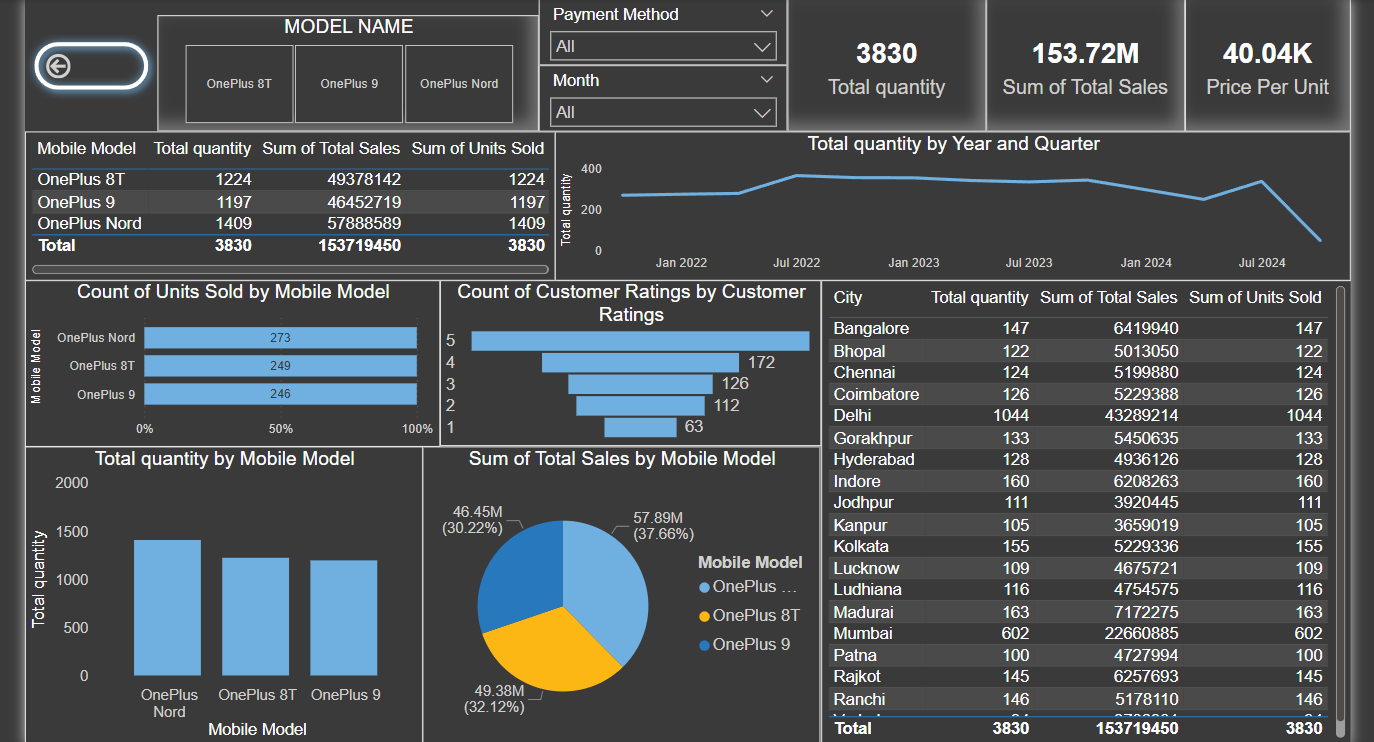 MODEL NAME
OnePlus 8T
OnePlus 9
OnePlus Nord
Payment Method
All
Month
All
3830
Total quantity
153.72M
Sum of Total Sales
40.04K
Price Per Unit
Mobile Model Total quantity Sum of Total Sales Sum of Units Sold
OnePlus 8T 1224 49378142 1224
OnePlus 9 1197 46452719 1197
OnePlus Nord 1409 57888589 1409
Total 3830 153719450 3830
Total quantity by Year and Quarter
Total quantity
400
200
0
Jan 2022 Jul 2022 Jan 2023 Jul 2023 Jan 2024 Jul 2024
Count of Units Sold by Mobile Model
Mobile Model
OnePlus Nord 273
OnePlus 8T 249
OnePlus 9 246
0% 50% 100%
Count of Customer Ratings by Customer
Ratings
5
4 172
3 126
2 112
1 63
City Total quantity Sum of Total Sales Sum of Units Sold
Bangalore 147 6419940 147
Bhopal 122 5013050 122
Chennai 124 5199880 124
Coimbatore 126 5229388 126
Delhi 1044 43289214 1044
Gorakhpur 133 5450635 133
Hyderabad 128 4936126 128
Indore 160 6208263 160
Jodhpur 111 3920445 111
Kanpur 105 3659019 105
Kolkata 155 5229336 155
Lucknow 109 4675721 109
Ludhiana 116 4754575 116
Madurai 163 7172275 163
Mumbai 602 22660885 602
Patna 100 4727994 100
Rajkot 145 6257693 145
Ranchi 146 5178110 146
Total 3830 153719450 3830
Total quantity by Mobile Model
Total quantity
2000
1500
1000
500
0
OnePlus
Nord
OnePlus 8T
OnePlus 9
Mobile Model
Sum of Total Sales by Mobile Model
46.45M
(30.22%)
57.89M
(37.66%)
49.38M
(32.12%)
Mobile Model
OnePlus ...
OnePlus 8T
OnePlus 9